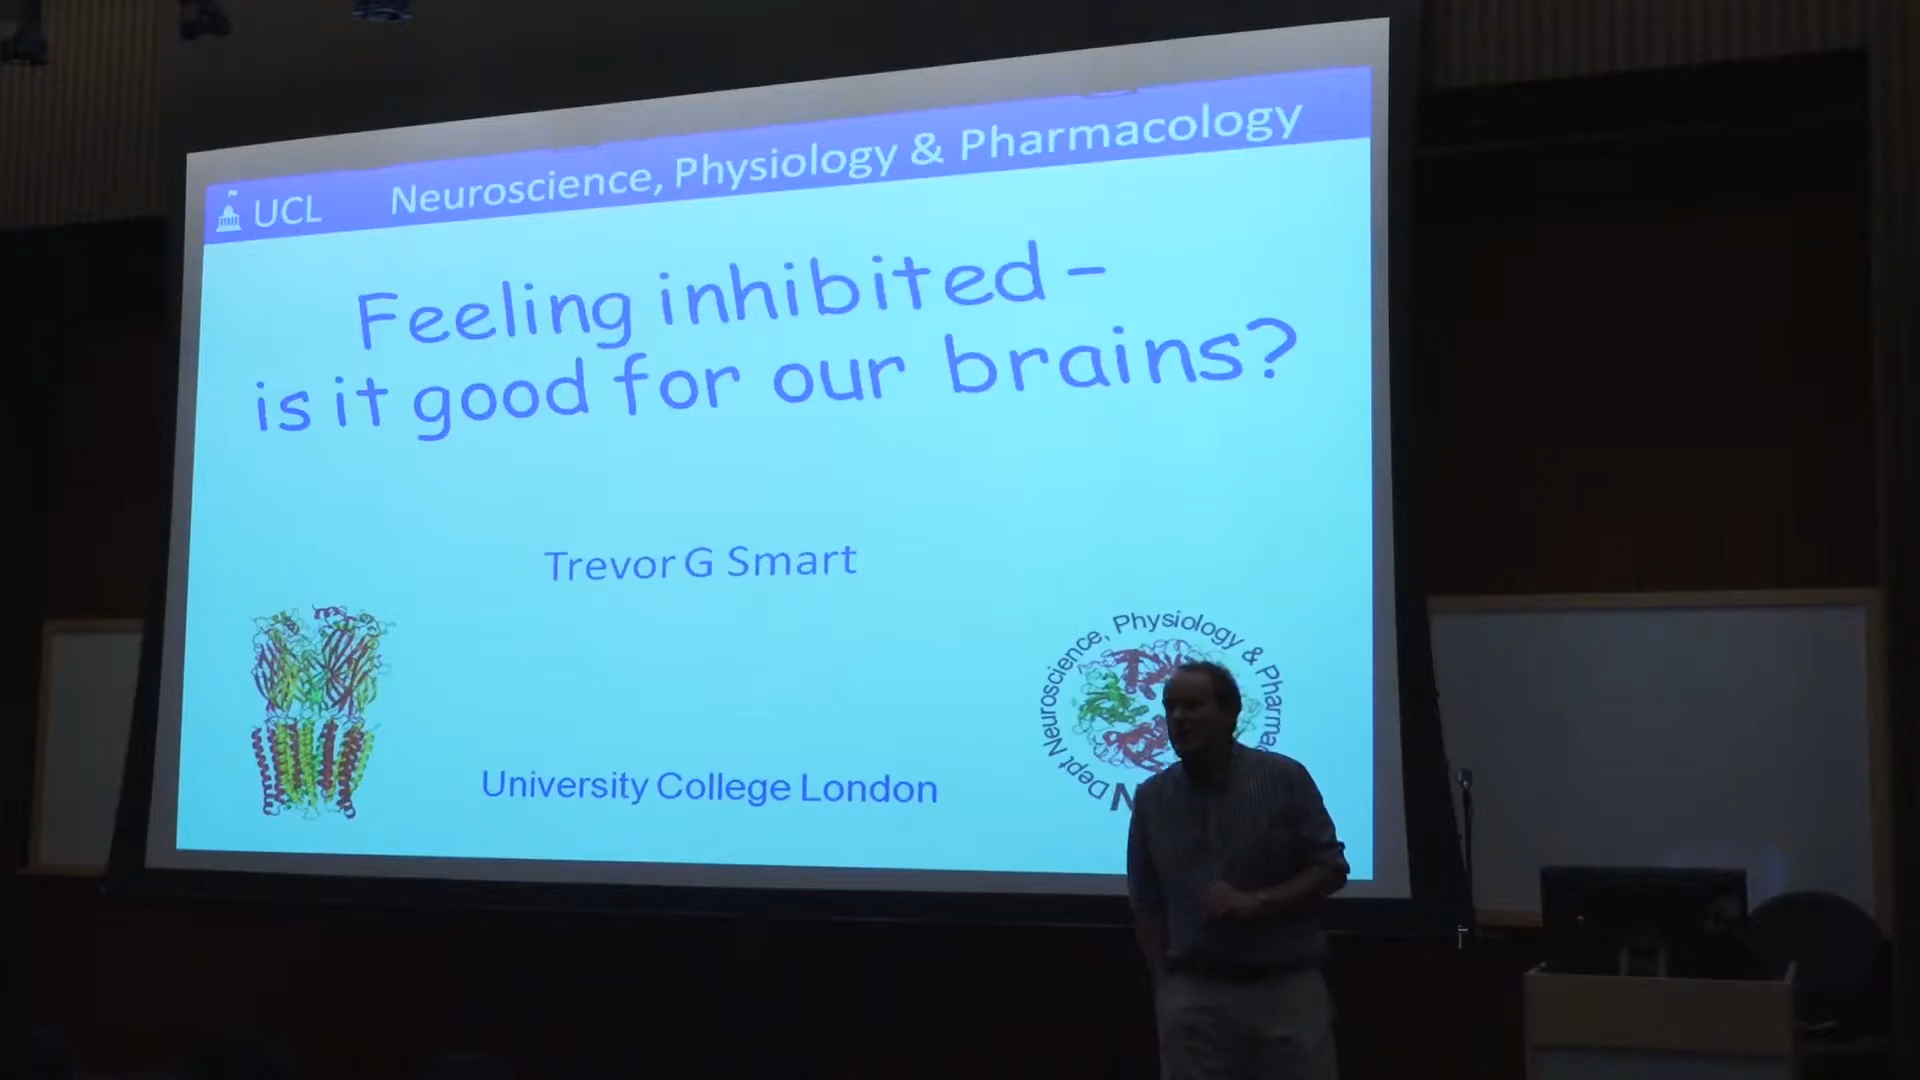 UCL Neuroscience, Physiology & Pharmacology
Feeling inhibited –
is it good for our brains?
Trevor G Smart
Dept Neuroscience, Physiology &
University College London